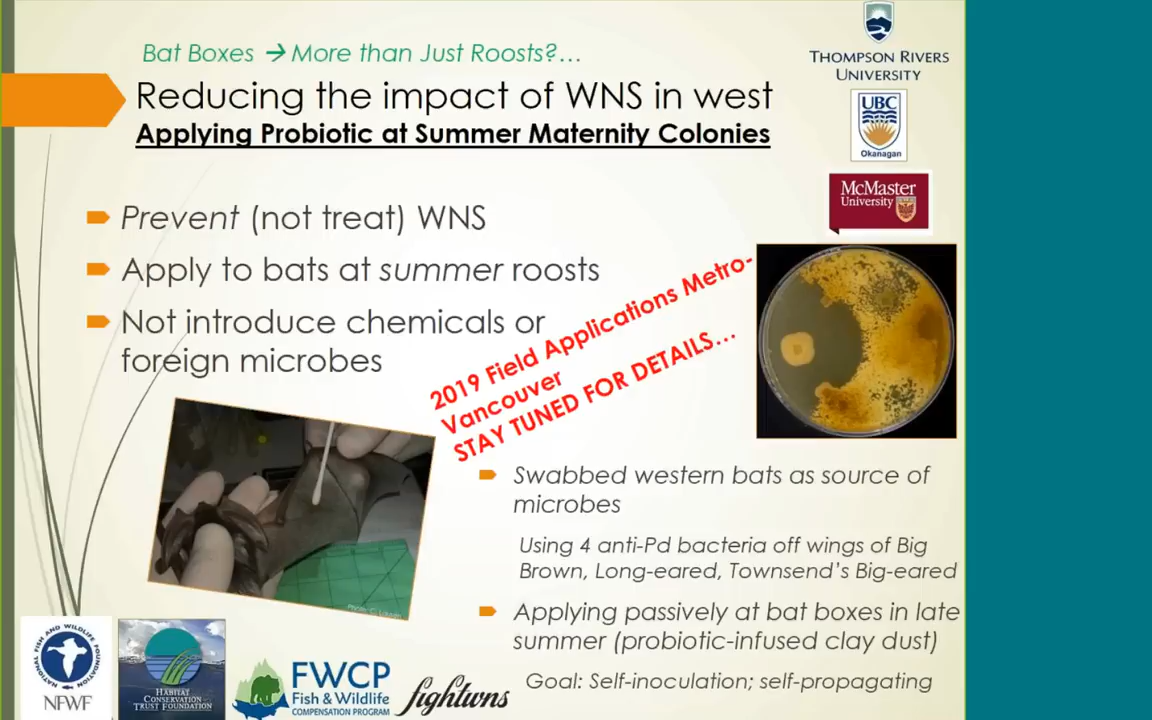 Bat Boxes → More than Just Roosts?...
Reducing the impact of WNS in west
Applying Probiotic at Summer Maternity Colonies
Prevent (not treat) WNS
Apply to bats at summer roosts
Not introduce chemicals or
foreign microbes
2019 Field Applications Metro-
Vancouver
STAY TUNED FOR DETAILS...
Swabbed western bats as source of
microbes
Using 4 anti-Pd bacteria off wings of Big
Brown, Long-eared, Townsend's Big-eared
Applying passively at bat boxes in late
summer (probiotic-infused clay dust)
Goal: Self-inoculation; self-propagating
THOMPSON RIVERS
UNIVERSITY
UBC
Okanagan
McMaster
University
NATIONAL FISH AND WILDLIFE FOUNDATION
NFWF
HABITAT
CONSERVATION
TRUST FOUNDATION
FWCP
Fish & Wildlife
COMPENSATION PROGRAM
fightwns